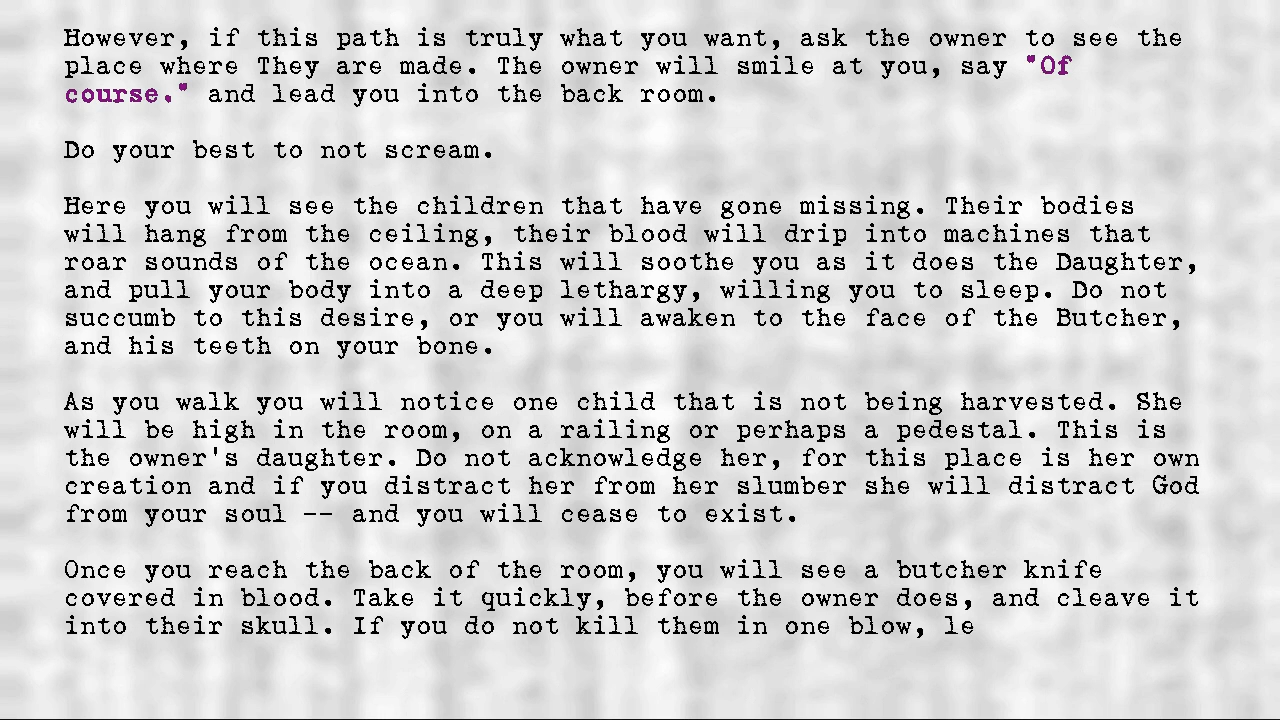 However, if this path is truly what you want, ask the owner to see the
place where They are made. The owner will smile at you, say "Of
course." and lead you into the back room.
Do your best to not scream.
Here you will see the children that have gone missing. Their bodies
will hang from the ceiling, their blood will drip into machines that
roar sounds of the ocean. This will soothe you as it does the Daughter,
and pull your body into a deep lethargy, willing you to sleep. Do not
succumb to this desire, or you will awaken to the face of the Butcher,
and his teeth on your bone.
As you walk you will notice one child that is not being harvested. She
will be high in the room, on a railing or perhaps a pedestal. This is
the owner's daughter. Do not acknowledge her, for this place is her own
creation and if you distract her from her slumber she will distract God
from your soul -- and you will cease to exist.
Once you reach the back of the room, you will see a butcher knife
covered in blood. Take it quickly, before the owner does, and cleave it
into their skull. If you do not kill them in one blow, le